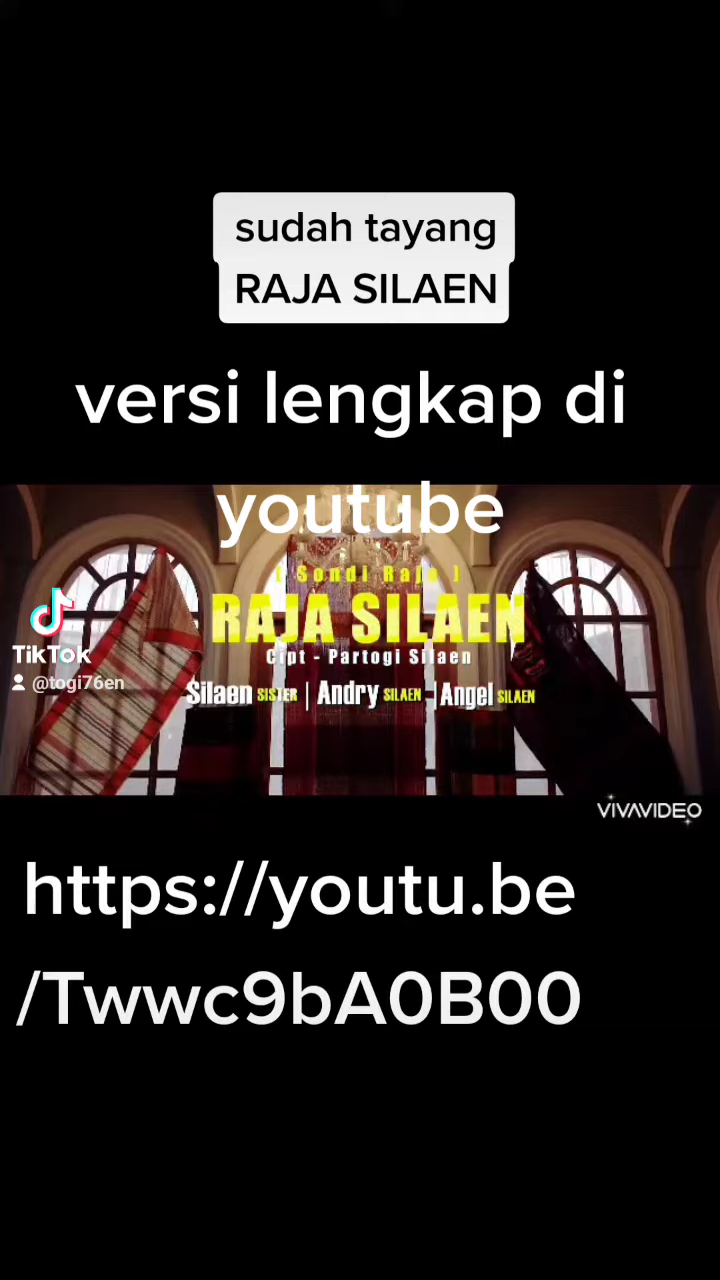 sudah tayang
RAJA SILAEN
versi lengkap di
youtube
[ Sondi Raja ]
RAJA SILAEN
Cipt - Partogi Silaen
Silaen SISTER | Andry SILAEN | Angel SILAEN
TikTok
@togi76en
VIVAVIDEO
https://youtu.be
/Twwc9bA0B00